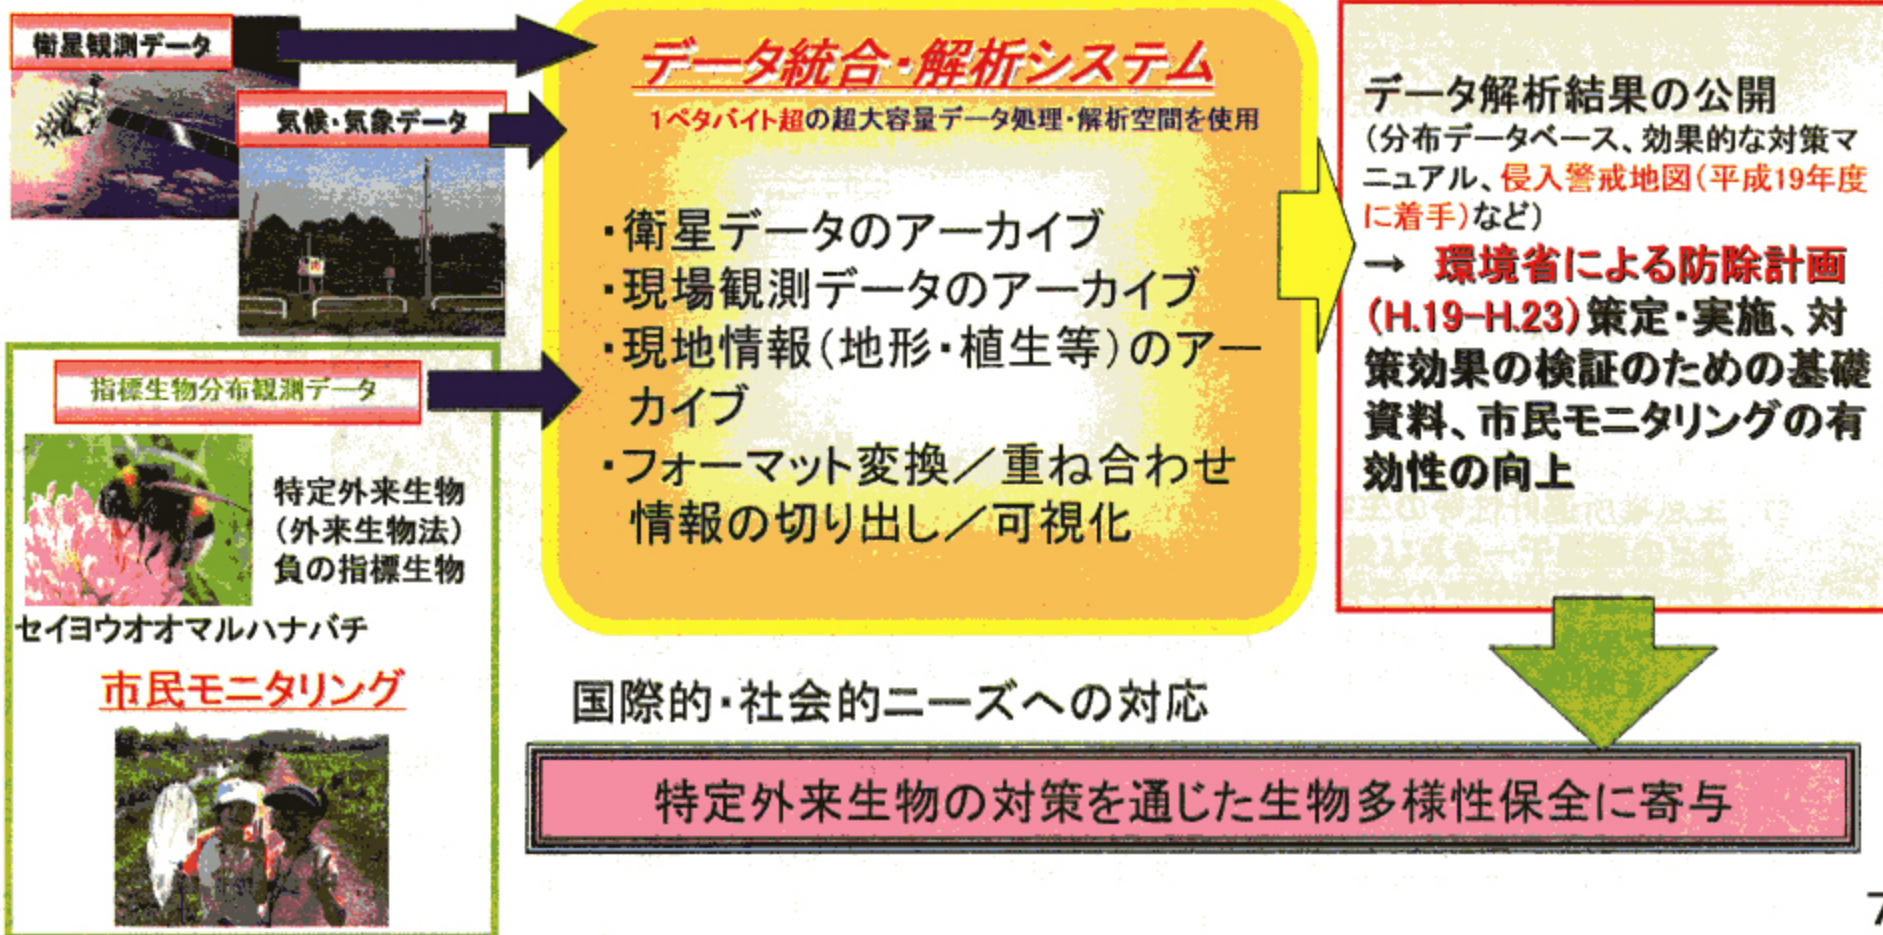 衛星観測データ
気候・気象データ
指標生物分布観測データ
特定外来生物
(外来生物法)
負の指標生物
セイヨウオオマルハナバチ
市民モニタリング
データ統合・解析システム
1ペタバイト超の超大容量データ処理・解析空間を使用
・衛星データのアーカイブ
・現場観測データのアーカイブ
・現地情報(地形・植生等)のアー
カイブ
・フォーマット変換/重ね合わせ
情報の切り出し/可視化
データ解析結果の公開
(分布データベース、効果的な対策マ
ニュアル、侵入警戒地図(平成19年度
に着手)など)
→ 環境省による防除計画
(H.19-H.23)策定・実施、対
策効果の検証のための基礎
資料、市民モニタリングの有
効性の向上
国際的・社会的ニーズへの対応
特定外来生物の対策を通じた生物多様性保全に寄与
7